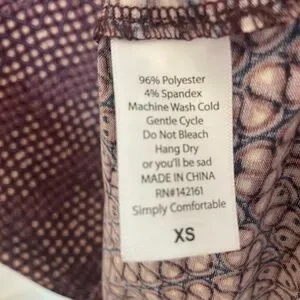 96% Polyester
4% Spandex
Machine Wash Cold
Gentle Cycle
Do Not Bleach
Hang Dry
or you'll be sad
MADE IN CHINA
RN#142161
Simply Comfortable
XS